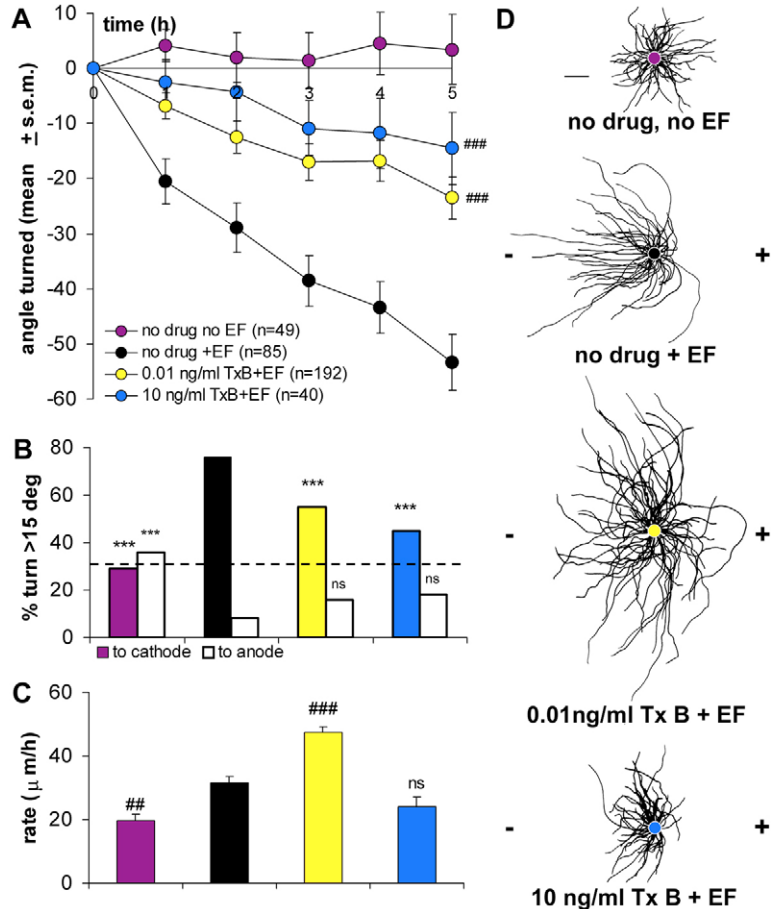 A
time (h)
10
0
-10
-20
-30
-40
-50
-60
0 1 2 3 4 5
angle turned (mean ± s.e.m.)
no drug no EF (n=49)
no drug +EF (n=85)
0.01 ng/ml TxB+EF (n=192)
10 ng/ml TxB+EF (n=40)
###
###
B
80
60
40
20
0
% turn >15 deg
*** *** *** ns *** ns
to cathode to anode
C
60
40
20
0
rate (μm/h)
## ### ns
D
no drug, no EF
- +
no drug + EF
- +
0.01ng/ml Tx B + EF
- +
10 ng/ml Tx B + EF